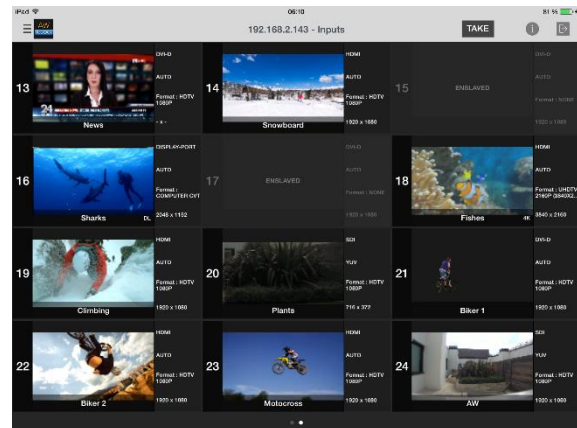 iPad 06:10 81 %
AW
192.168.2.143 - Inputs TAKE
13 News DVI-D AUTO Format : HDTV 1080P - x -
14 Snowboard HDMI AUTO Format : HDTV 1080P 1920 x 1080
15 ENSLAVED DVI-D AUTO Format : NONE 1920 x 1080
16 Sharks DL DISPLAY-PORT AUTO Format : COMPUTER CVT 2048 x 1152
17 ENSLAVED DVI-D AUTO Format : NONE 1920 x 1080
18 Fishes 4K HDMI AUTO Format : UHDTV 2160P (3840X2.. 3840 x 2160
19 Climbing HDMI AUTO Format : HDTV 1080P 1920 x 1080
20 Plants SDI YUV Format : HDTV 1080P 716 x 372
21 Biker 1 DVI-D AUTO Format : HDTV 1080P 1920 x 1080
22 Biker 2 HDMI AUTO Format : HDTV 1080P 1920 x 1080
23 Motocross HDMI AUTO Format : HDTV 1080P 1920 x 1080
24 AW SDI YUV Format : HDTV 1080P 1920 x 1080